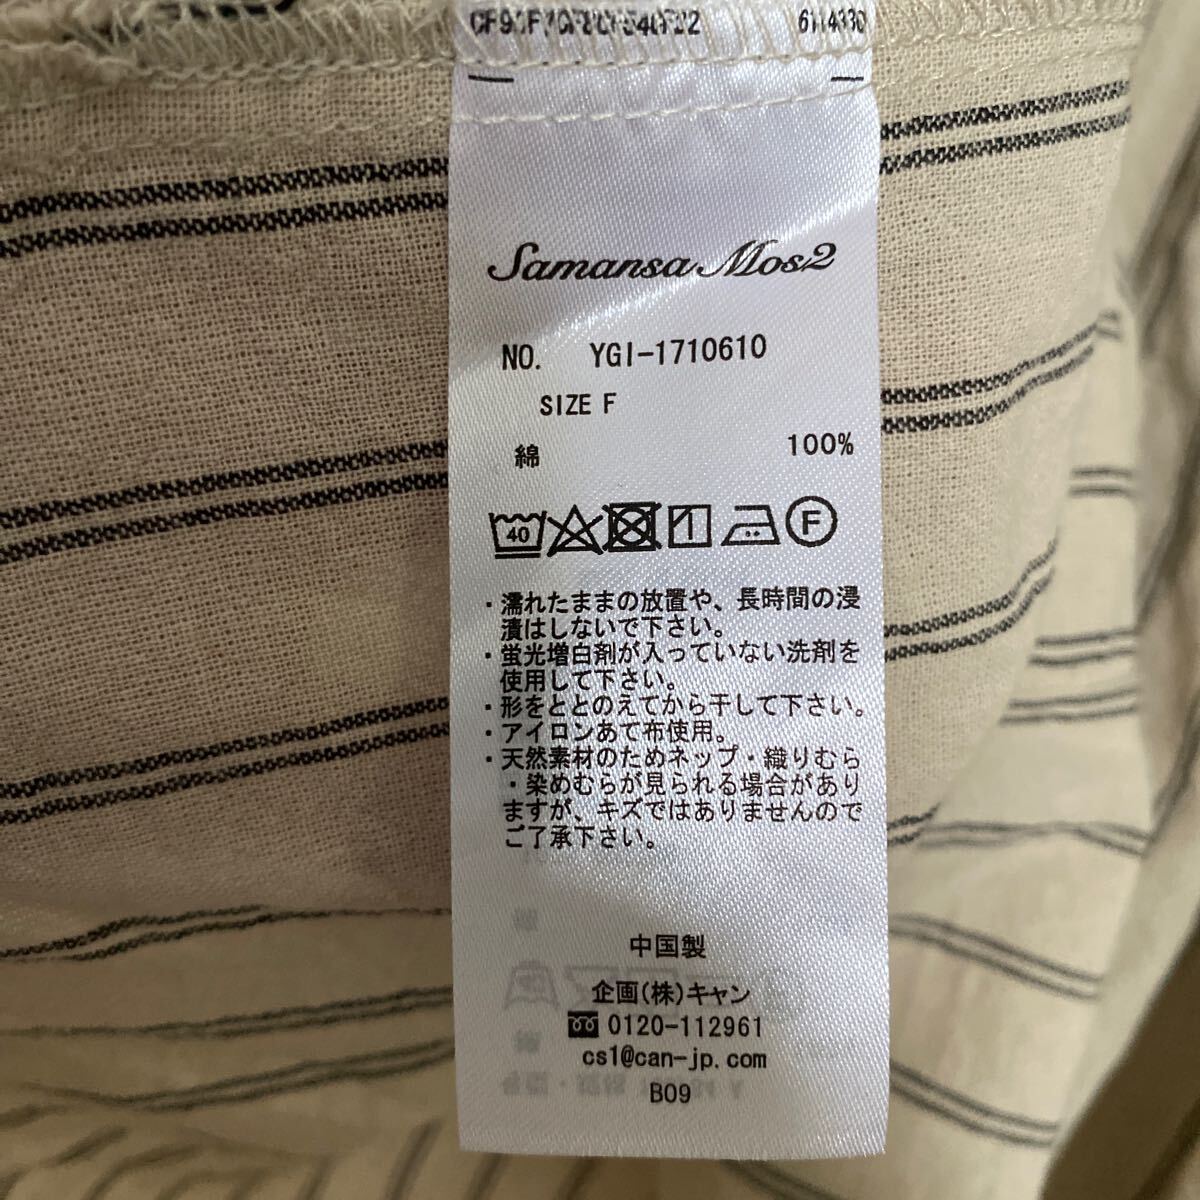 Samansa Mos2
NO. YGI-1710610
SIZE F
綿 100%
40 F
・濡れたままの放置や、長時間の浸
漬はしないで下さい。
・蛍光増白剤が入っていない洗剤を
使用して下さい。
・形をととのえてから干して下さい。
・アイロンあて布使用。
・天然素材のためネップ・織りむら
・染めむらが見られる場合があり
ますが、キズではありませんので
ご了承下さい。
中国製
企画(株)キャン
0120-112961
cs1@can-jp.com
B09